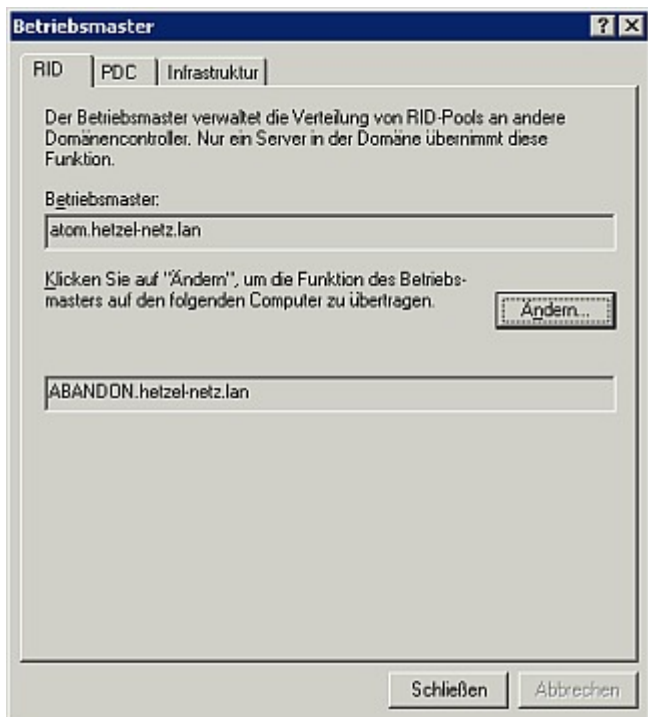 Betriebsmaster
RID
PDC
Infrastruktur
Der Betriebsmaster verwaltet die Verteilung von RID-Pools an andere
Domänencontroller. Nur ein Server in der Domäne übernimmt diese
Funktion.
Betriebsmaster:
atom.hetzel-netz.lan
Klicken Sie auf "Ändern", um die Funktion des Betriebs-
masters auf den folgenden Computer zu übertragen.
Ändern...
ABANDON.hetzel-netz.lan
Schließen
Abbrechen